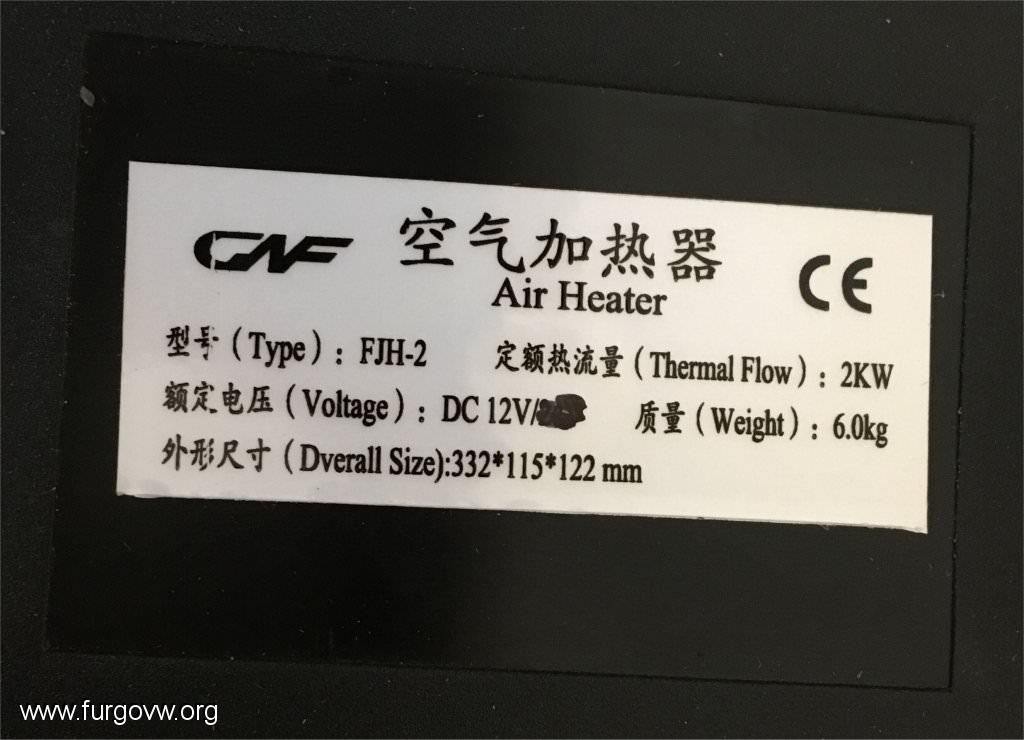 CNF 空气加热器 CE
Air Heater
型号（Type）: FJH-2 定额热流量（Thermal Flow）: 2KW
额定电压（Voltage）: DC 12V/ 质量（Weight）: 6.0kg
外形尺寸（Dverall Size):332*115*122 mm
www.furgovw.org